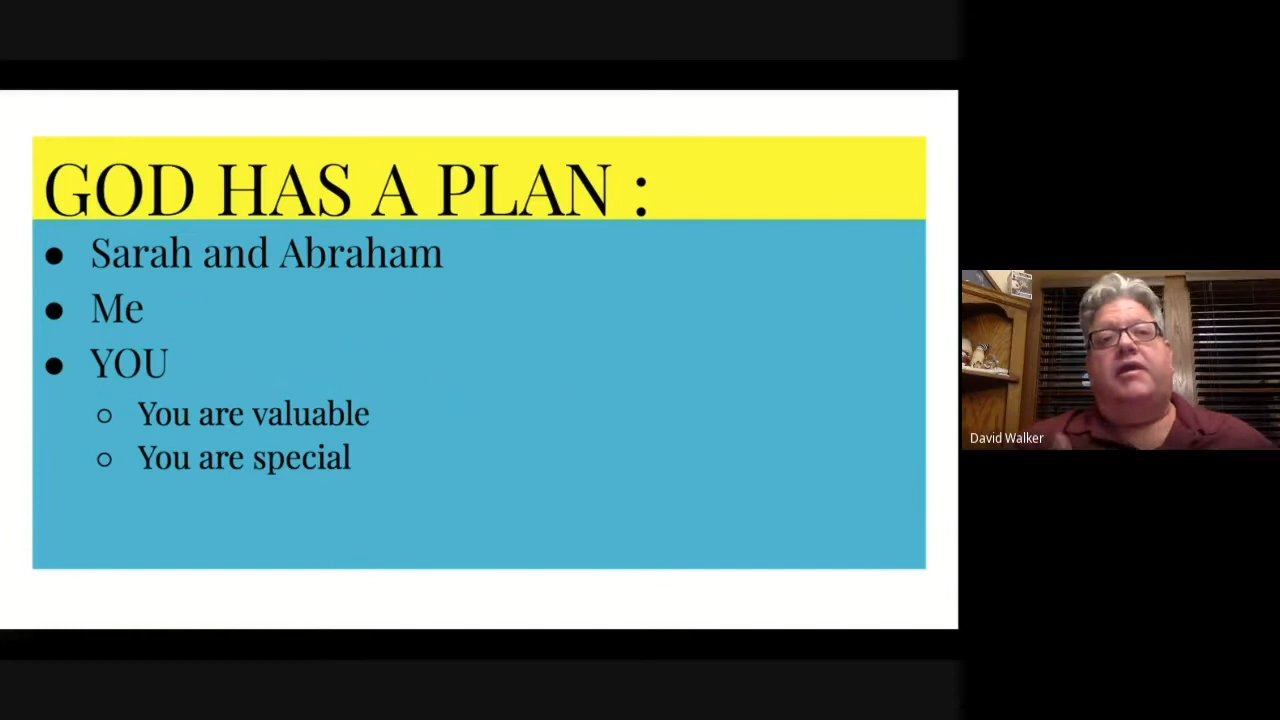 GOD HAS A PLAN :
● Sarah and Abraham
● Me
● YOU
○ You are valuable
○ You are special
David Walker